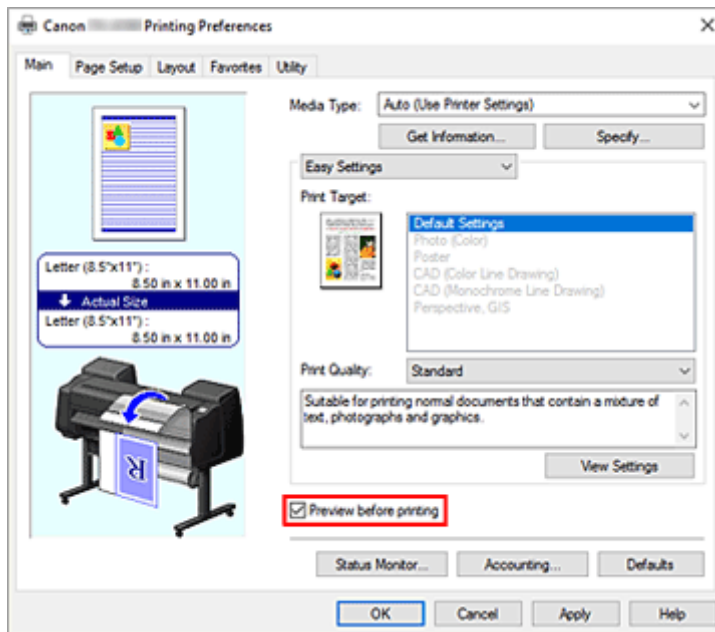 Canon Printing Preferences
Main Page Setup Layout Favorites Utility
Media Type: Auto (Use Printer Settings)
Get Information... Specify...
Easy Settings
Print Target:
Default Settings
Photo (Color)
Poster
CAD (Color Line Drawing)
CAD (Monochrome Line Drawing)
Perspective, GIS
Letter (8.5"x11") :
8.50 in x 11.00 in
Actual Size
Letter (8.5"x11") :
8.50 in x 11.00 in
R
Print Quality: Standard
Suitable for printing normal documents that contain a mixture of
text, photographs and graphics.
View Settings
Preview before printing
Status Monitor... Accounting... Defaults
OK Cancel Apply Help